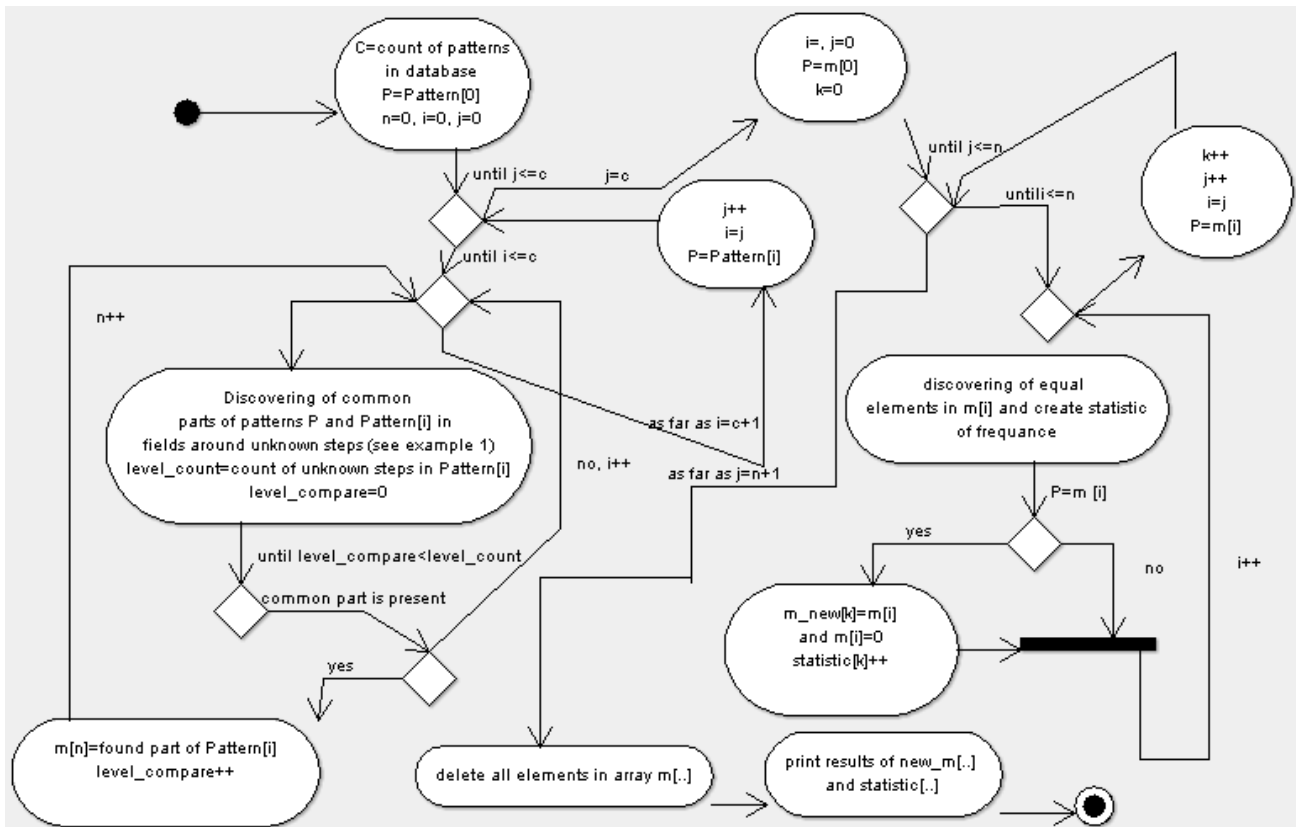 C=count of patterns
in database
P=Pattern[0]
n=0, i=0, j=0
i=, j=0
P=m[0]
k=0
until j<=c
j=c
until j<=n
untili<=n
k++
j++
i=j
P=m[i]
j++
i=j
P=Pattern[i]
until i<=c
n++
Discovering of common
parts of patterns P and Pattern[i] in
fields around unknown steps (see example 1)
level_count=count of unknown steps in Pattern[i]
level_compare=0
as far as i=c+1
no, i++
as far as j=n+1
discovering of equal
elements in m[i] and create statistic
of frequance
P=m [i]
yes
no
i++
until level_compare<level_count
common part is present
yes
m_new[k]=m[i]
and m[i]=0
statistic[k]++
m[n]=found part of Pattern[i]
level_compare++
delete all elements in array m[..]
print results of new_m[..]
and statistic[..]